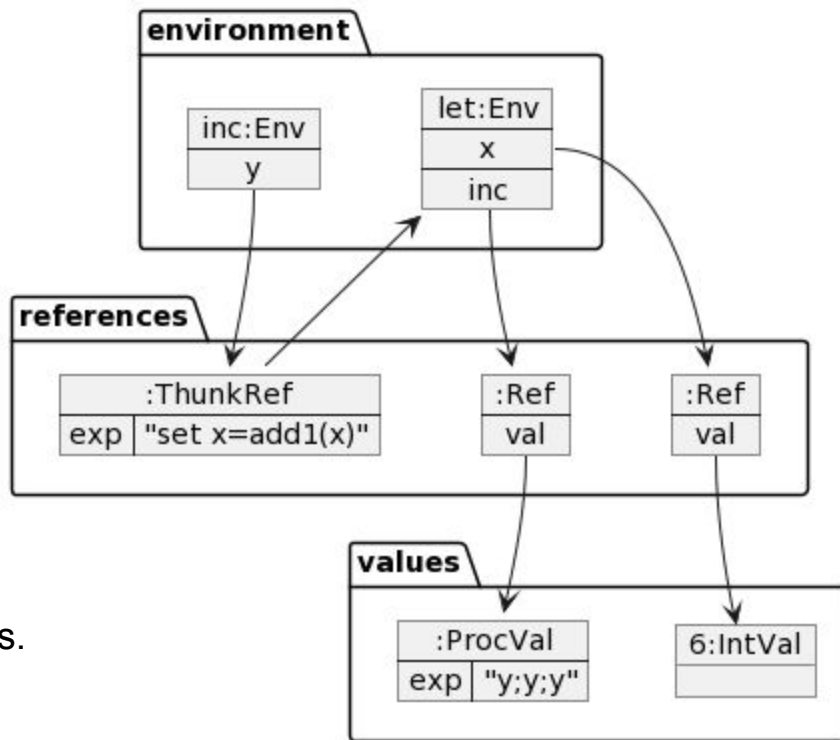 environment
inc:Env
y
let:Env
x
inc
references
:ThunkRef
exp "set x=add1(x)"
:Ref
val
:Ref
val
values
s.
:ProcVal
exp "y;y;y"
6:IntVal